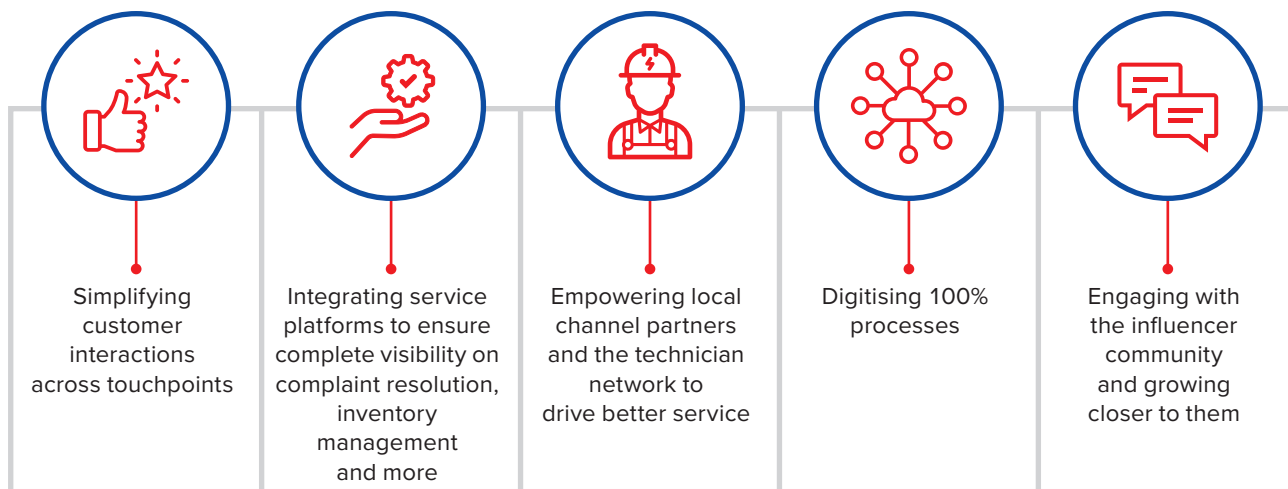 Simplifying
customer
interactions
across touchpoints
Integrating service
platforms to ensure
complete visibility on
complaint resolution,
inventory
management
and more
Empowering local
channel partners
and the technician
network to
drive better service
Digitising 100%
processes
Engaging with
the influencer
community
and growing
closer to them